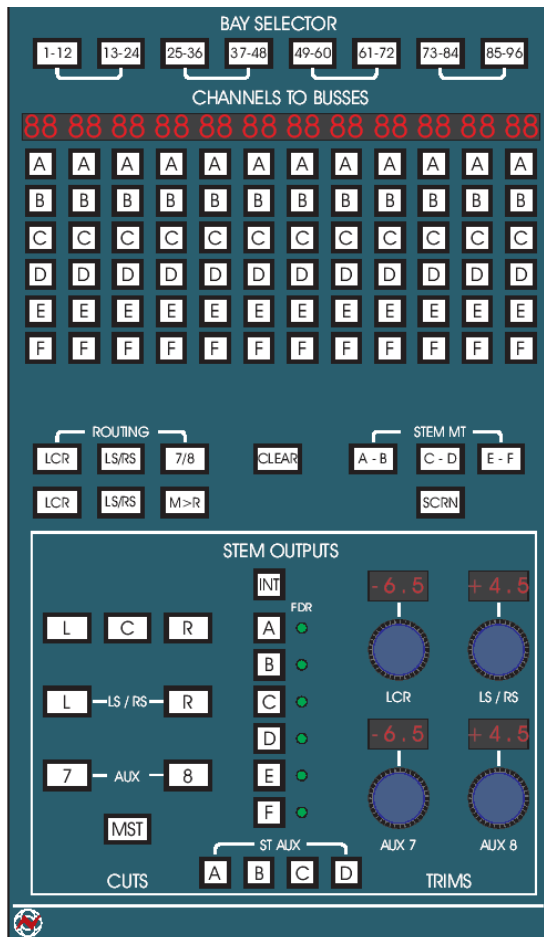 BAY SELECTOR
1-12 13-24 25-36 37-48 49-60 61-72 73-84 85-96
CHANNELS TO BUSSES
88 88 88 88 88 88 88 88 88 88 88 88
A A A A A A A A A A A A
B B B B B B B B B B B B
C C C C C C C C C C C C
D D D D D D D D D D D D
E E E E E E E E E E E E
F F F F F F F F F F F F
ROUTING STEM MT
LCR LS/RS 7/8 CLEAR A - B C - D E - F
LCR LS/RS M>R SCRN
STEM OUTPUTS
INT -6.5 +4.5
FDR
L C R A
B
LCR LS / RS
L LS / RS R C
D -6.5 +4.5
7 AUX 8 E
F
MST AUX 7 AUX 8
ST AUX
A B C D
CUTS TRIMS